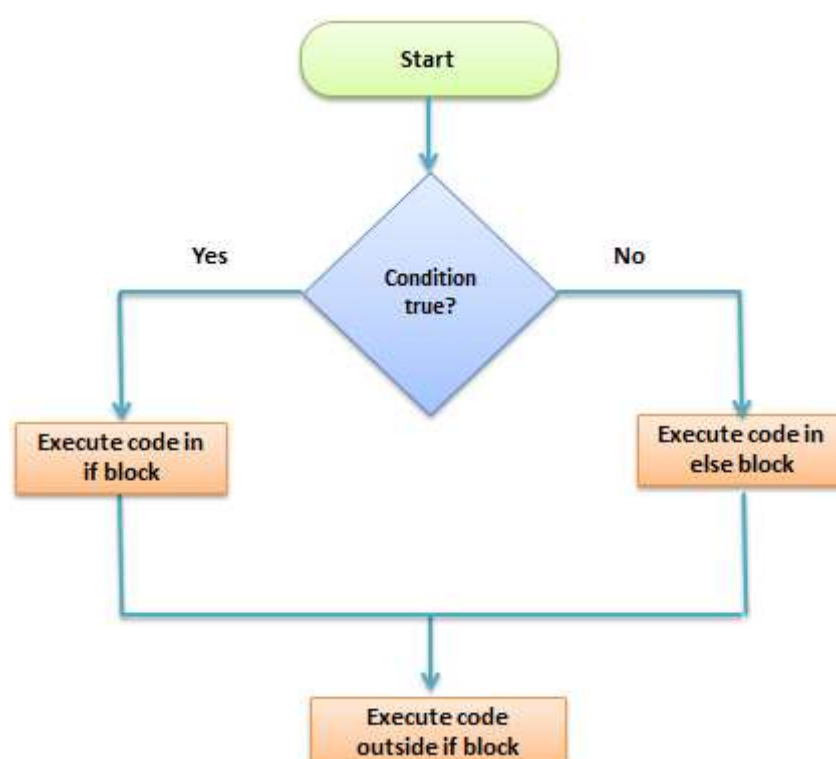 Start
Condition
true?
Yes
No
Execute code in
if block
Execute code in
else block
Execute code
outside if block